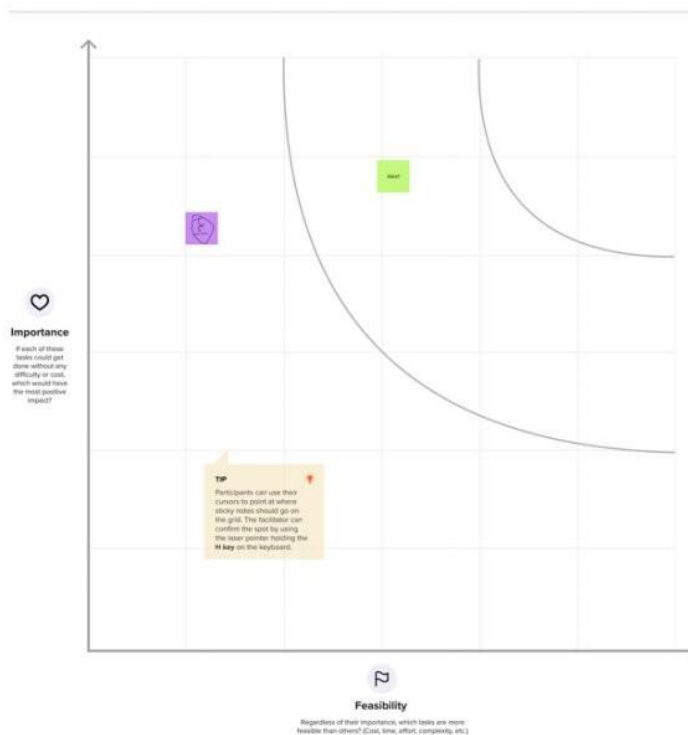 Importance
If each of these
tasks could get
done without any
difficulty or cost,
which would have
the most positive
impact?
TIP
Participants can use their
cursors to point at where
sticky notes should go on
the grid. The facilitator can
confirm the spot by using
the laser pointer holding the
H key on the keyboard.
Feasibility
Regardless of their importance, which tasks are more
feasible than others? (Cost, time, effort, complexity, etc.)